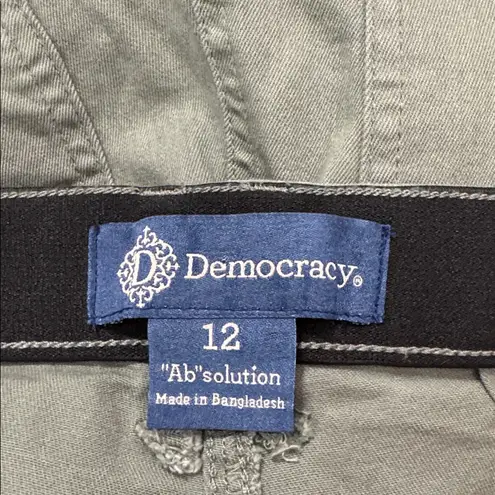 D Democracy®
12
"Ab"solution
Made in Bangladesh